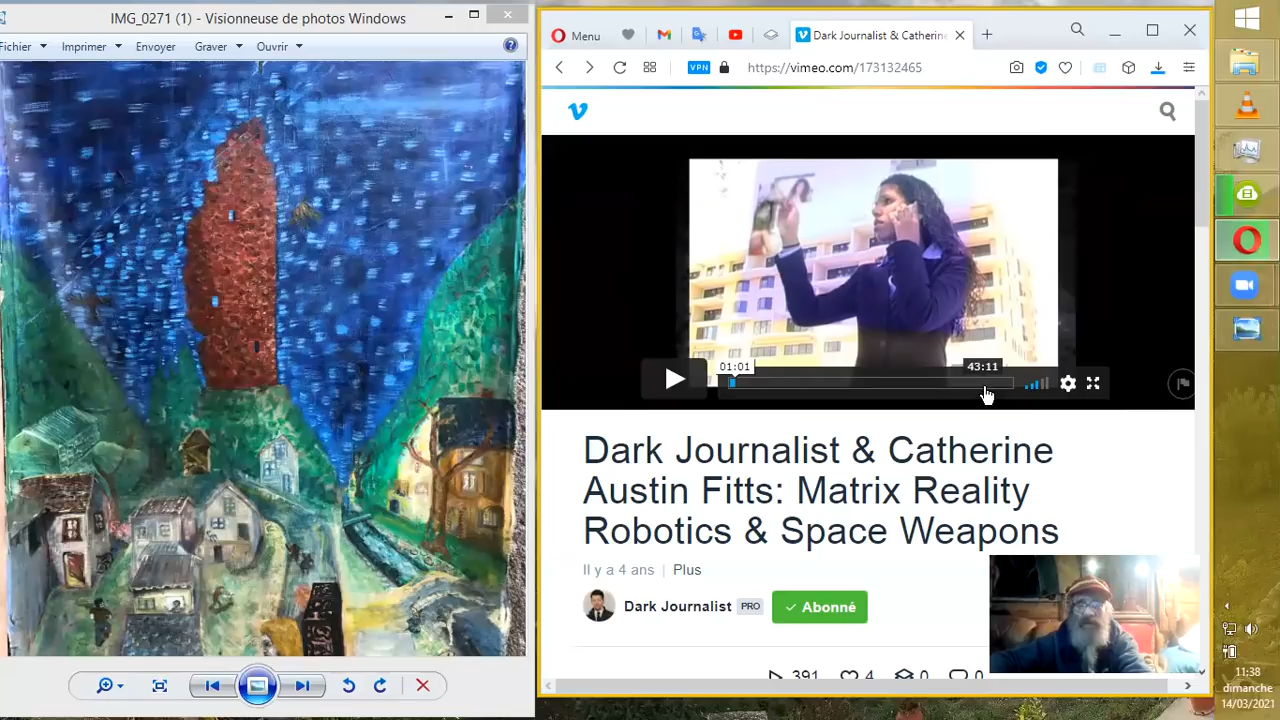 IMG_0271 (1) - Visionneuse de photos Windows
Fichier Imprimer Envoyer Graver Ouvrir
Menu
Dark Journalist & Catherine
VPN https://vimeo.com/173132465
01:01
43:11
Dark Journalist & Catherine
Austin Fitts: Matrix Reality
Robotics & Space Weapons
Il y a 4 ans | Plus
Dark Journalist PRO ✓ Abonné
391 4 0 0
11:38
dimanche
14/03/2021